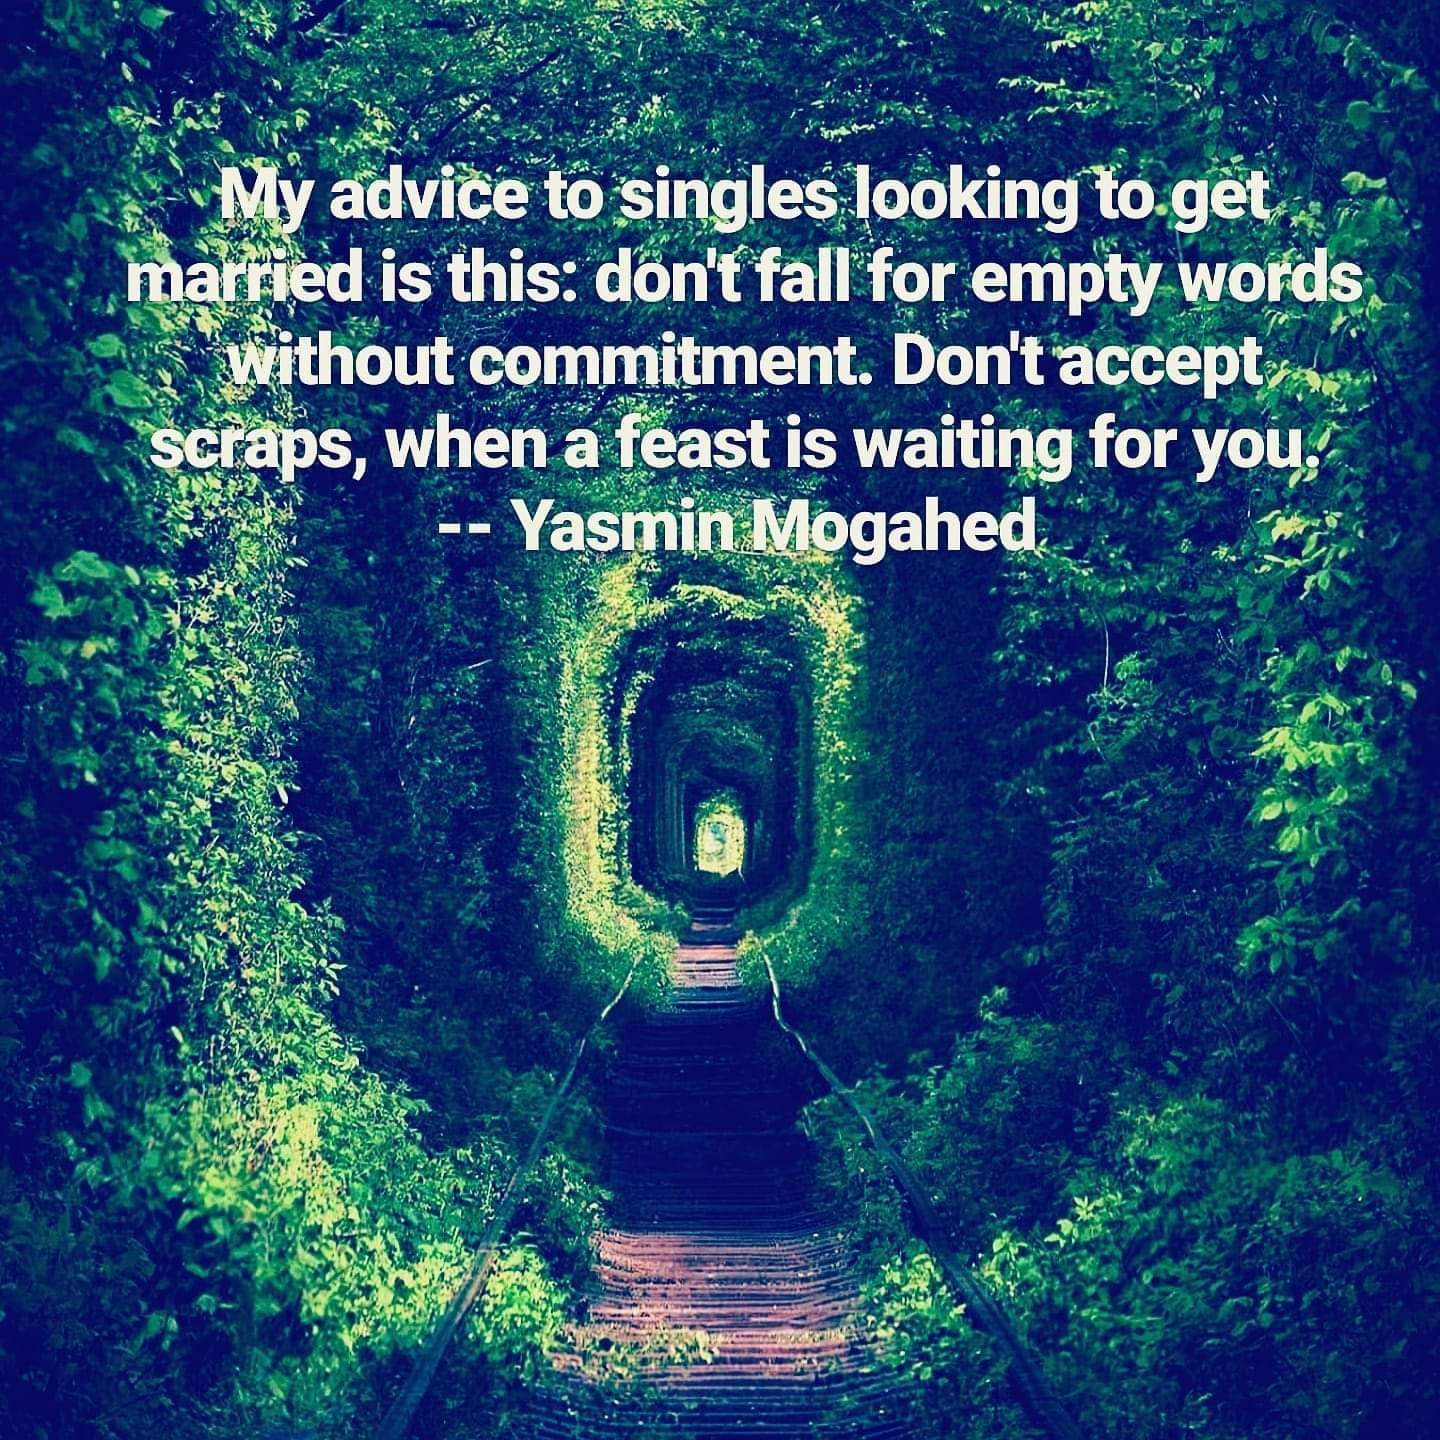 My advice to singles looking to get
married is this: don't fall for empty words
without commitment. Don't accept
scraps, when a feast is waiting for you.
-- Yasmin Mogahed